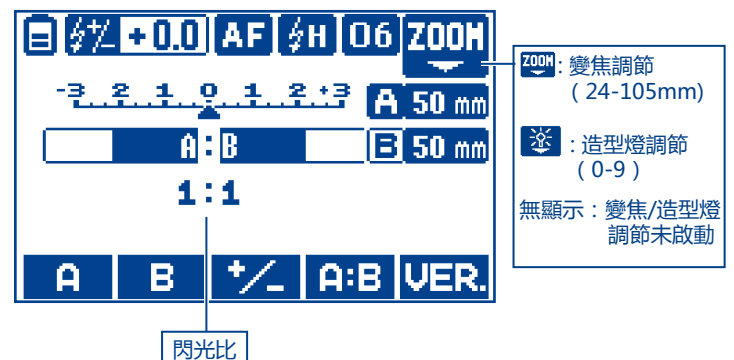 +0.0 AF H 06 ZOOM
-3 2 1 0 1 2 +3 A 50 mm
A:B B 50 mm
1:1
A B +/- A:B VER.
閃光比
ZOOM：變焦調節
（24-105mm)
：造型燈調節
（0-9）
無顯示：變焦/造型燈
調節未啟動